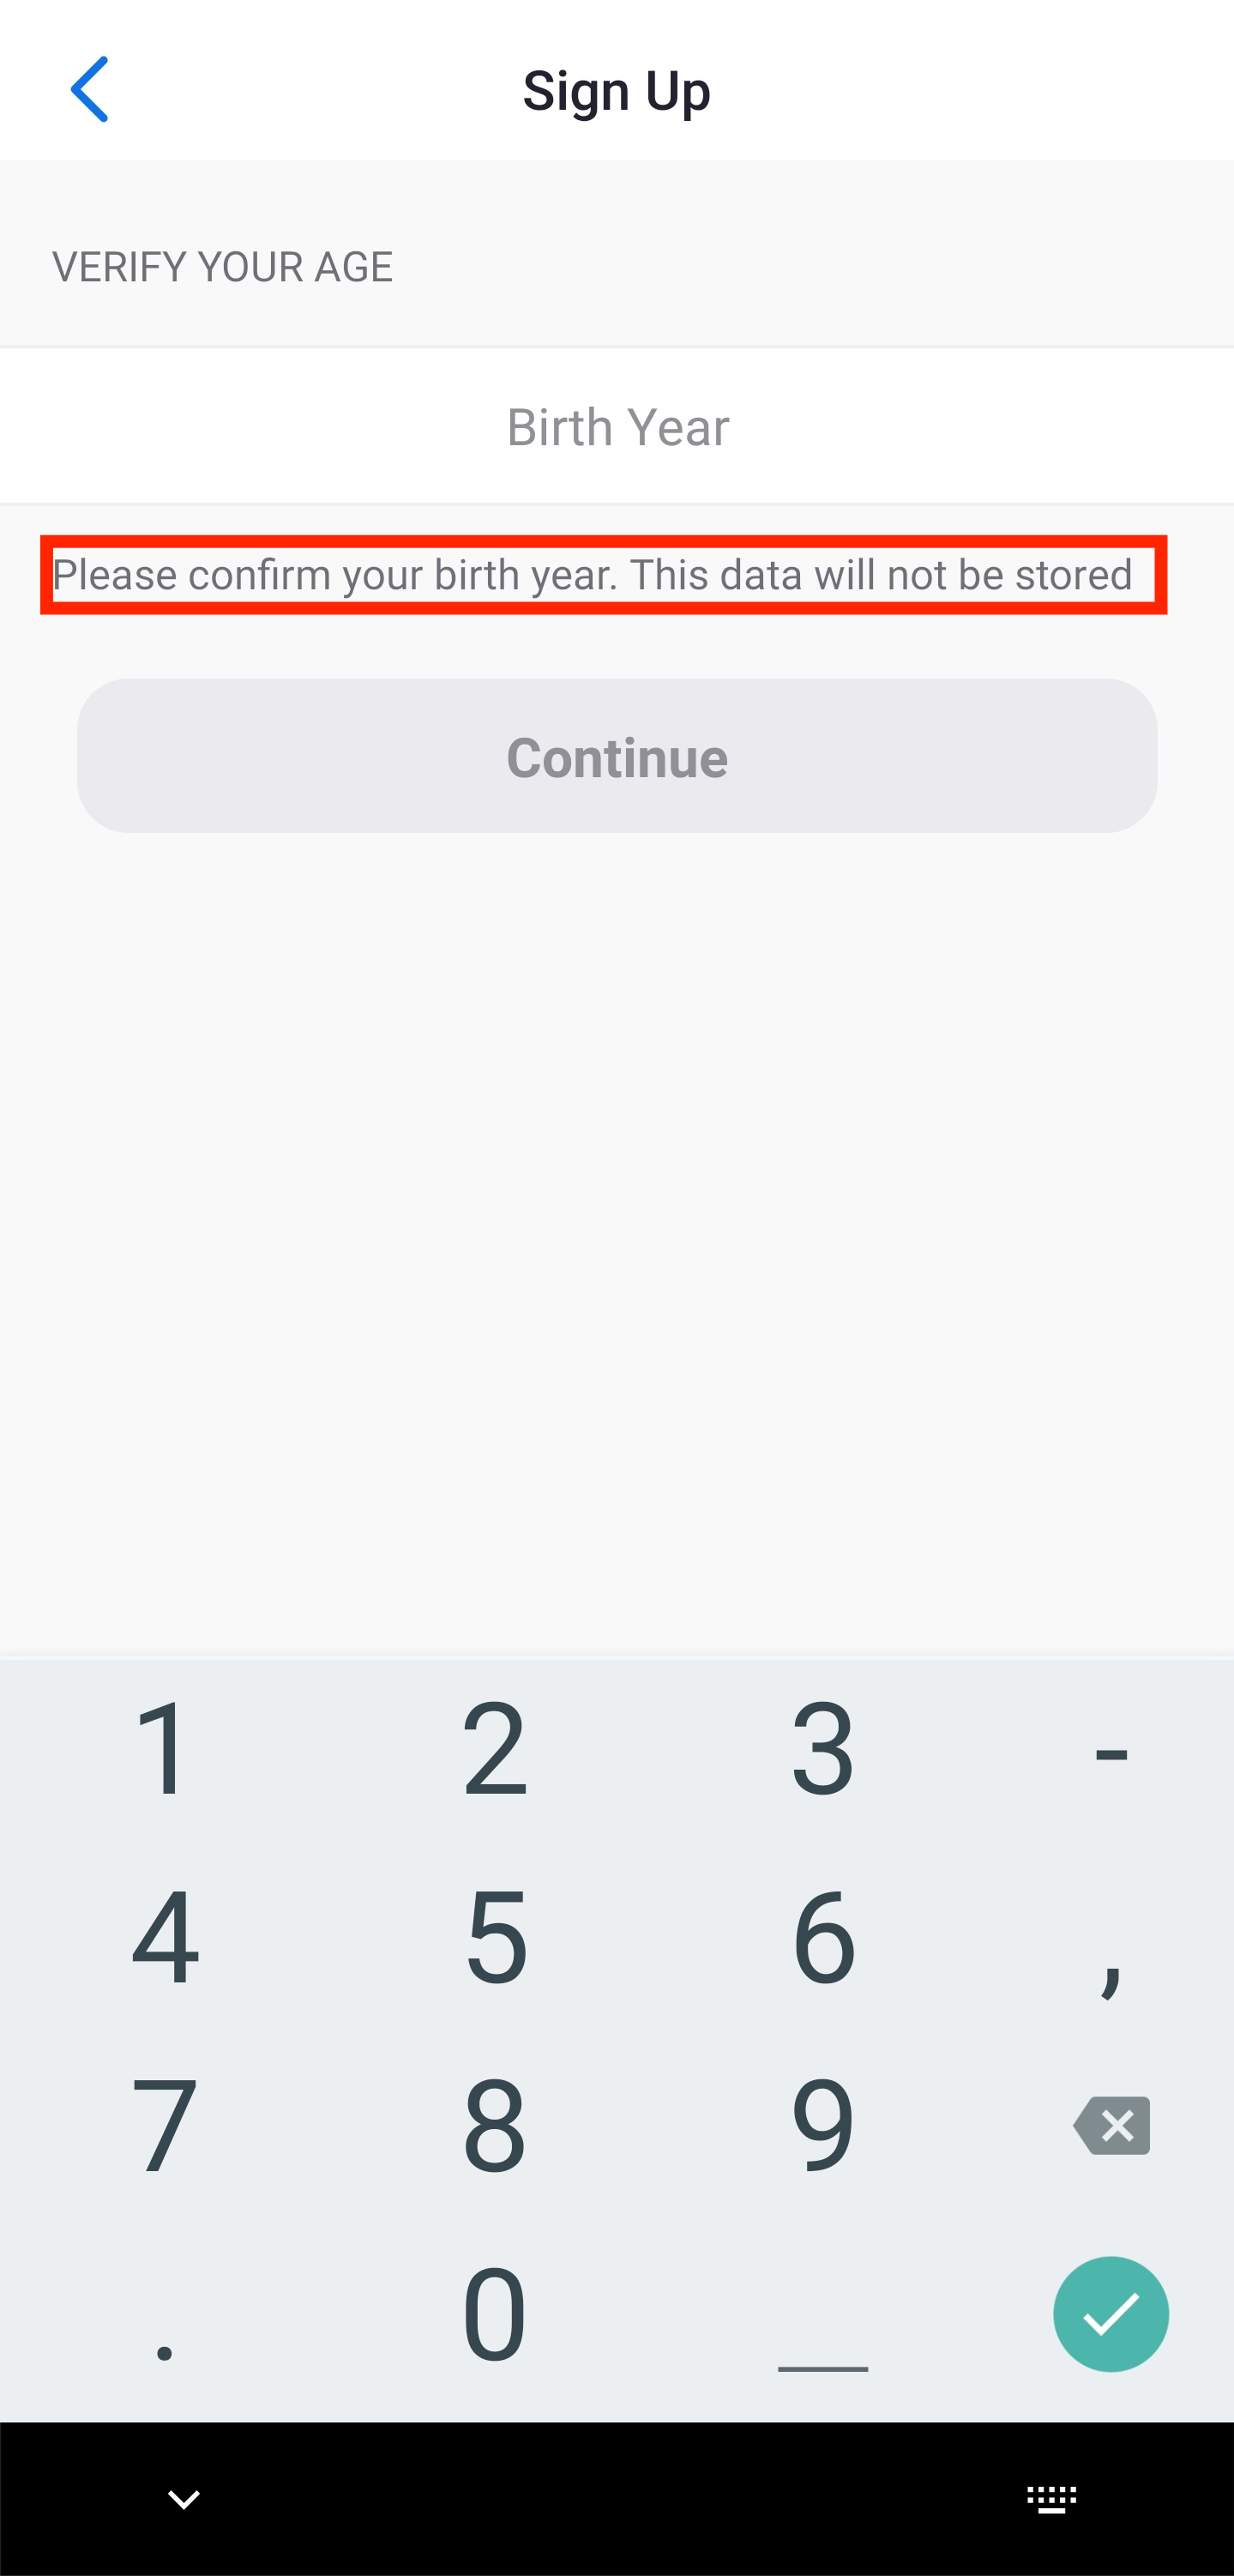 Sign Up
VERIFY YOUR AGE
Birth Year
Please confirm your birth year. This data will not be stored
Continue
1 2 3 -
4 5 6 ,
7 8 9
. 0 _